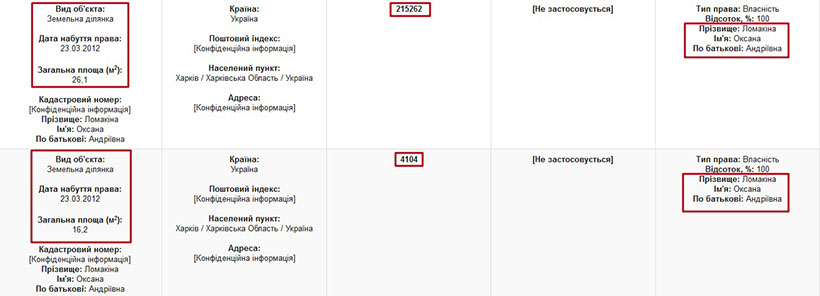 Вид об'єкта:
Земельна ділянка
Дата набуття права:
23.03.2012
Загальна площа (м²):
26,1
Кадастровий номер:
[Конфіденційна інформація]
Прізвище: Ломакіна
Ім'я: Оксана
По батькові: Андріївна
Країна:
Україна
Поштовий індекс:
[Конфіденційна інформація]
Населений пункт:
Харків / Харківська Область / Україна
Адреса:
[Конфіденційна інформація]
215262
[Не застосовується]
Тип права: Власність
Відсоток, %: 100
Прізвище: Ломакіна
Ім'я: Оксана
По батькові: Андріївна
Вид об'єкта:
Земельна ділянка
Дата набуття права:
23.03.2012
Загальна площа (м²):
16,2
Кадастровий номер:
[Конфіденційна інформація]
Прізвище: Ломакіна
Ім'я: Оксана
По батькові: Андріївна
Країна:
Україна
Поштовий індекс:
[Конфіденційна інформація]
Населений пункт:
Харків / Харківська Область / Україна
Адреса:
[Конфіденційна інформація]
4104
[Не застосовується]
Тип права: Власність
Відсоток, %: 100
Прізвище: Ломакіна
Ім'я: Оксана
По батькові: Андріївна